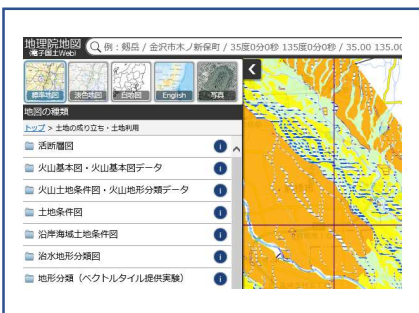 地理院地図
(電子国土Web)
例：剱岳 / 金沢市木ノ新保町 / 35度0分0秒 135度0分0秒 / 35.00 135.00
標準地図 淡色地図 白地図 English 写真
地図の種類
トップ > 土地の成り立ち・土地利用
活断層図
火山基本図・火山基本図データ
火山土地条件図・火山地形分類データ
土地条件図
沿岸海域土地条件図
治水地形分類図
地形分類（ベクトルタイル提供実験）